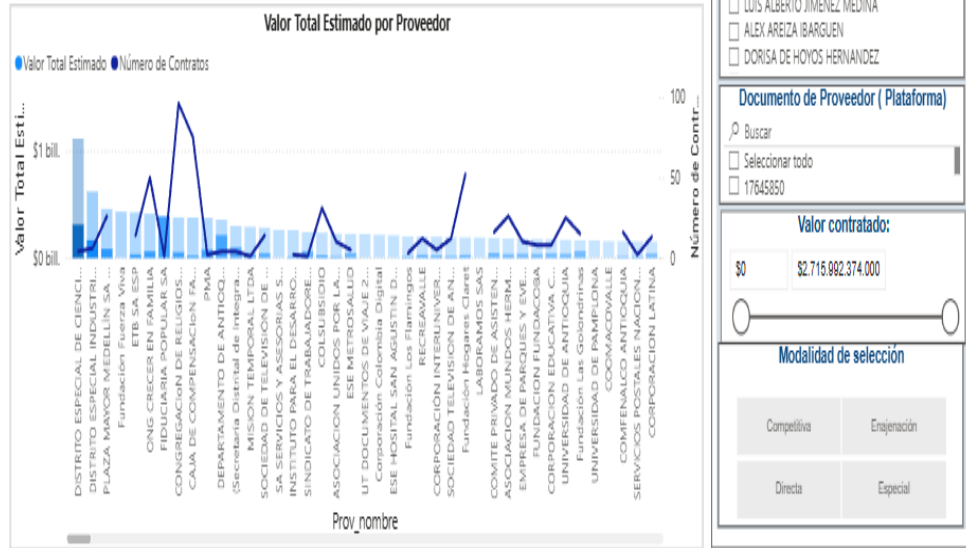 Valor Total Estimado por Proveedor
Valor Total Estimado Número de Contratos
Valor Total Esti...
$1 bill.
$0 bill.
100
50
0
Número de Contr...
DISTRITO ESPECIAL DE CIENCI...
DISTRITO ESPECIAL INDUSTRI...
PLAZA MAYOR MEDELLÍN SA ...
Fundación Fuerza Viva
ETB SA ESP
ONG CRECER EN FAMILIA
FIDUCIARIA POPULAR SA
CONGREGACIóN DE RELIGIOS...
CAJA DE COMPENSACIóN FA...
PMA
DEPARTAMENTO DE ANTIOQ...
(Secretaria Distrital de Integra...
MISION TEMPORAL LTDA
SOCIEDAD DE TELEVISIÓN DE ...
SA SERVICIOS Y ASESORIAS S...
INSTITUTO PARA EL DESARRO...
SINDICATO DE TRABAJADORE...
COLSUBSIDIO
ASOCIACION UNIDOS POR LA...
ESE METROSALUD
UT DOCUMENTOS DE VIAJE 2...
Corporación Colombia Digital
ESE HOSITAL SAN AGUSTIN D...
Fundación Los Flamingos
RECREAVALLE
CORPORACIÓN INTERUNIVER...
SOCIEDAD TELEVISION DE AN...
Fundación Hogares Claret
LABORAMOS SAS
COMITE PRIVADO DE ASISTEN...
ASOCIACION MUNDOS HERM...
EMPRESA DE PARQUES Y EVE...
FUNDACION FUNDACOBA
CORPORACION EDUCATIVA C...
UNIVERSIDAD DE ANTIOQUIA
Fundación Las Golondrinas
UNIVERSIDAD DE PAMPLONA
COOMACOVALLE
COMFENALCO ANTIOQUIA
SERVICIOS POSTALES NACION...
CORPORACION LATINA
Prov_nombre
LUIS ALBERTO JIMENEZ MEDINA
ALEX AREIZA IBARGUEN
DORISA DE HOYOS HERNANDEZ
Documento de Proveedor ( Plataforma)
Buscar
Seleccionar todo
17645850
Valor contratado:
$0
$2.715.992.374.000
Modalidad de selección
Competitiva
Enajenación
Directa
Especial